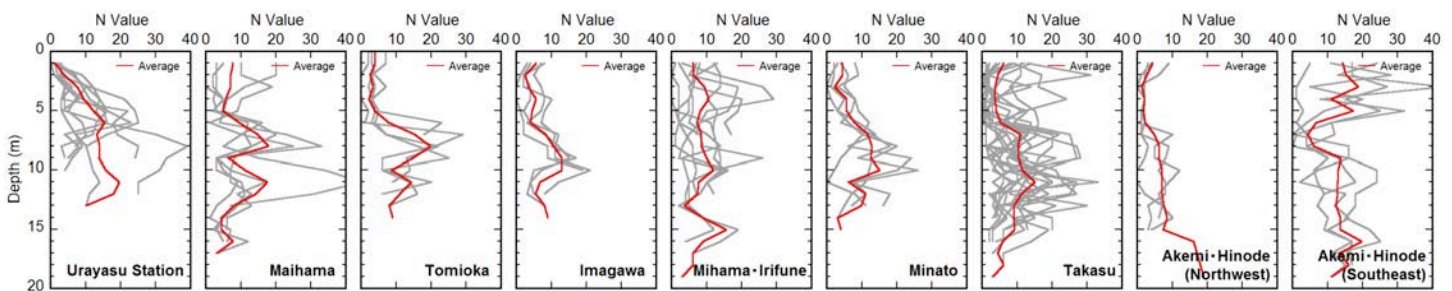 N Value N Value N Value N Value N Value N Value N Value N Value N Value
0 10 20 30 40 0 10 20 30 40 0 10 20 30 40 0 10 20 30 40 0 10 20 30 40 0 10 20 30 40 0 10 20 30 40 0 10 20 30 40 0 10 20 30 40
0
Average Average Average Average Average Average Average Average Average
5
Depth (m)
10
15
Urayasu Station Maihama Tomioka Imagawa Mihama・Irifune Minato Takasu Akemi・Hinode (Northwest) Akemi・Hinode (Southeast)
20